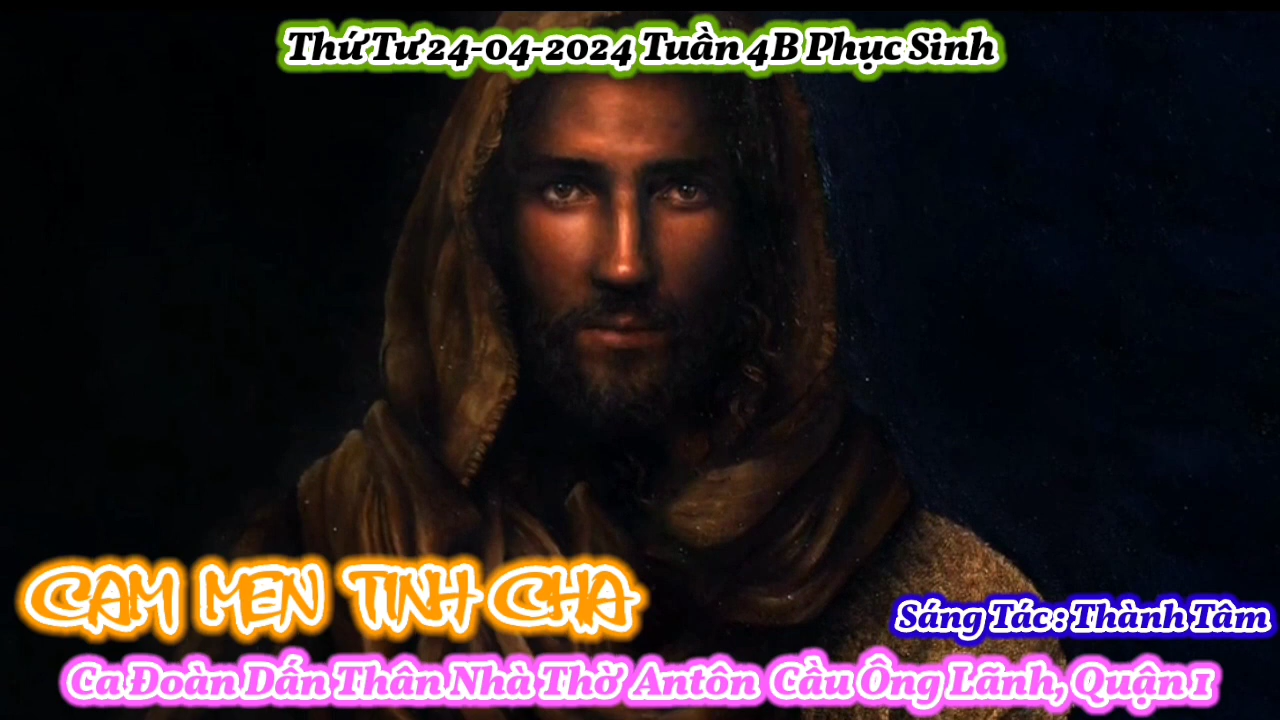 Thứ Tư 24-04-2024 Tuần 4B Phục Sinh
CAM MEN TINH CHA
Sáng Tác : Thành Tâm
Ca Đoàn Dấn Thân Nhà Thờ Antôn Cầu Ông Lãnh, Quận 1